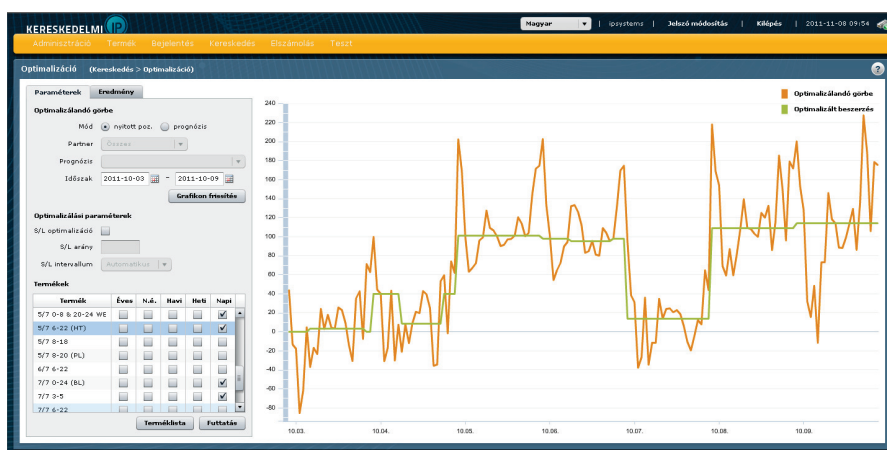 KERESKEDELMI IP
Magyar | ipsystems | Jelszó módosítás | Kilépés | 2011-11-08 09:54
Adminisztráció Termék Bejelentés Kereskedés Elszámolás Teszt
Optimalizáció (Kereskedés > Optimalizáció) ?
Paraméterek Eredmény
Optimalizálandó görbe
Mód nyitott poz. prognózis
Partner Összes
Prognózis
Időszak 2011-10-03 - 2011-10-09
Grafikon frissítés
Optimalizálási paraméterek
S/L optimalizáció
S/L arány
S/L intervallum Automatikus
Termékek
Termék Éves N.é. Havi Heti Napi
5/7 0-8 & 20-24 WE
5/7 6-22 (HT)
5/7 8-18
5/7 8-20 (PL)
6/7 6-22
7/7 0-24 (BL)
7/7 3-5
7/7 6-22
Terméklista Futtatás
Optimalizálandó görbe
Optimalizált beszerzés
240
220
200
180
160
140
120
100
80
60
40
20
0
-20
-40
-60
-80
10.03. 10.04. 10.05. 10.06. 10.07. 10.08. 10.09.